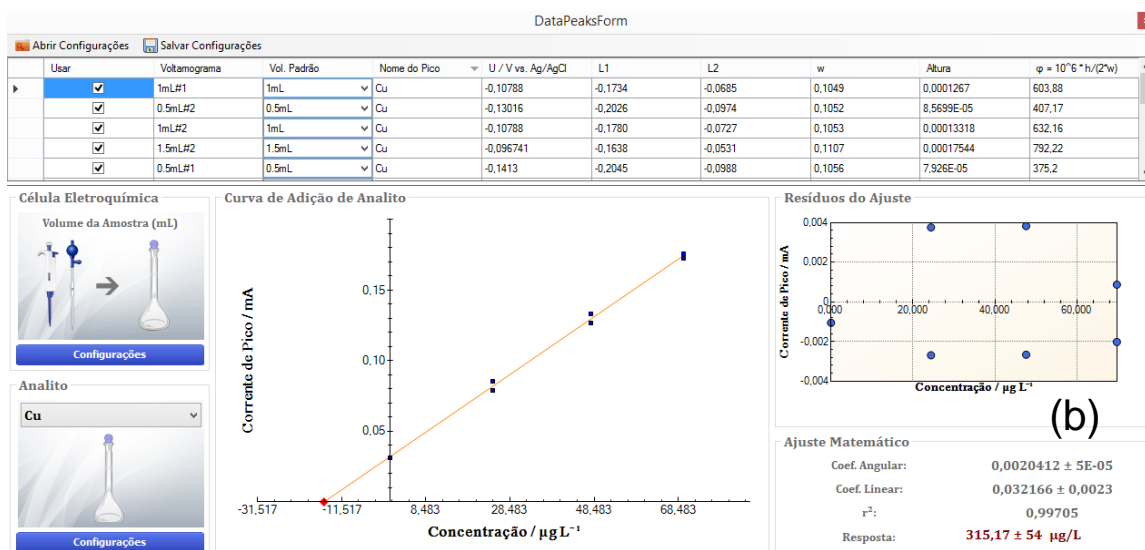 DataPeaksForm
Abrir Configurações Salvar Configurações
Usar Voltamograma Vol. Padrão Nome do Pico U / V vs. Ag/AgCl L1 L2 w Altura φ = 10^6 * h/(2*w)
1mL#1 1mL Cu -0,10788 -0,1734 -0,0685 0,1049 0,0001267 603,88
0.5mL#2 0.5mL Cu -0,13016 -0,2026 -0,0974 0,1052 8,5699E-05 407,17
1mL#2 1mL Cu -0,10788 -0,1780 -0,0727 0,1053 0,00013318 632,16
1.5mL#2 1.5mL Cu -0,096741 -0,1638 -0,0531 0,1107 0,00017544 792,22
0.5mL#1 0.5mL Cu -0,1413 -0,2045 -0,0988 0,1056 7,926E-05 375,2
Célula Eletroquímica
Volume da Amostra (mL)
Configurações
Analito
Cu
Configurações
Curva de Adição de Analito
Corrente de Pico / mA
0,15
0,10
0,05
-31,517 -11,517 8,483 28,483 48,483 68,483
Concentração / µg L⁻¹
Resíduos do Ajuste
Corrente de Pico / mA
0,004
0,002
0
0,000 20,000 40,000 60,000
-0,002
-0,004
Concentração / µg L⁻¹
(b)
Ajuste Matemático
Coef. Angular: 0,0020412 ± 5E-05
Coef. Linear: 0,032166 ± 0,0023
r²: 0,99705
Resposta: 315,17 ± 54 µg/L